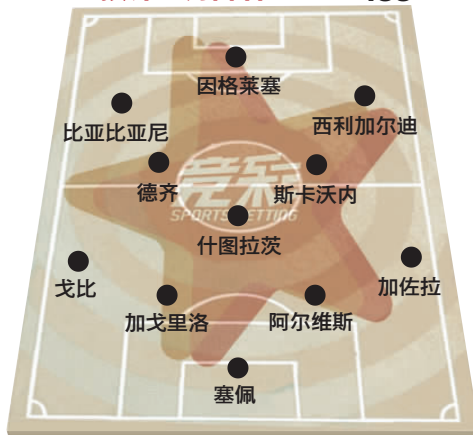 因格莱塞
比亚比亚尼
西利加尔迪
德齐
斯卡沃内
竞彩
SPORTS BETTING
什图拉茨
戈比
加佐拉
加戈里洛
阿尔维斯
塞佩